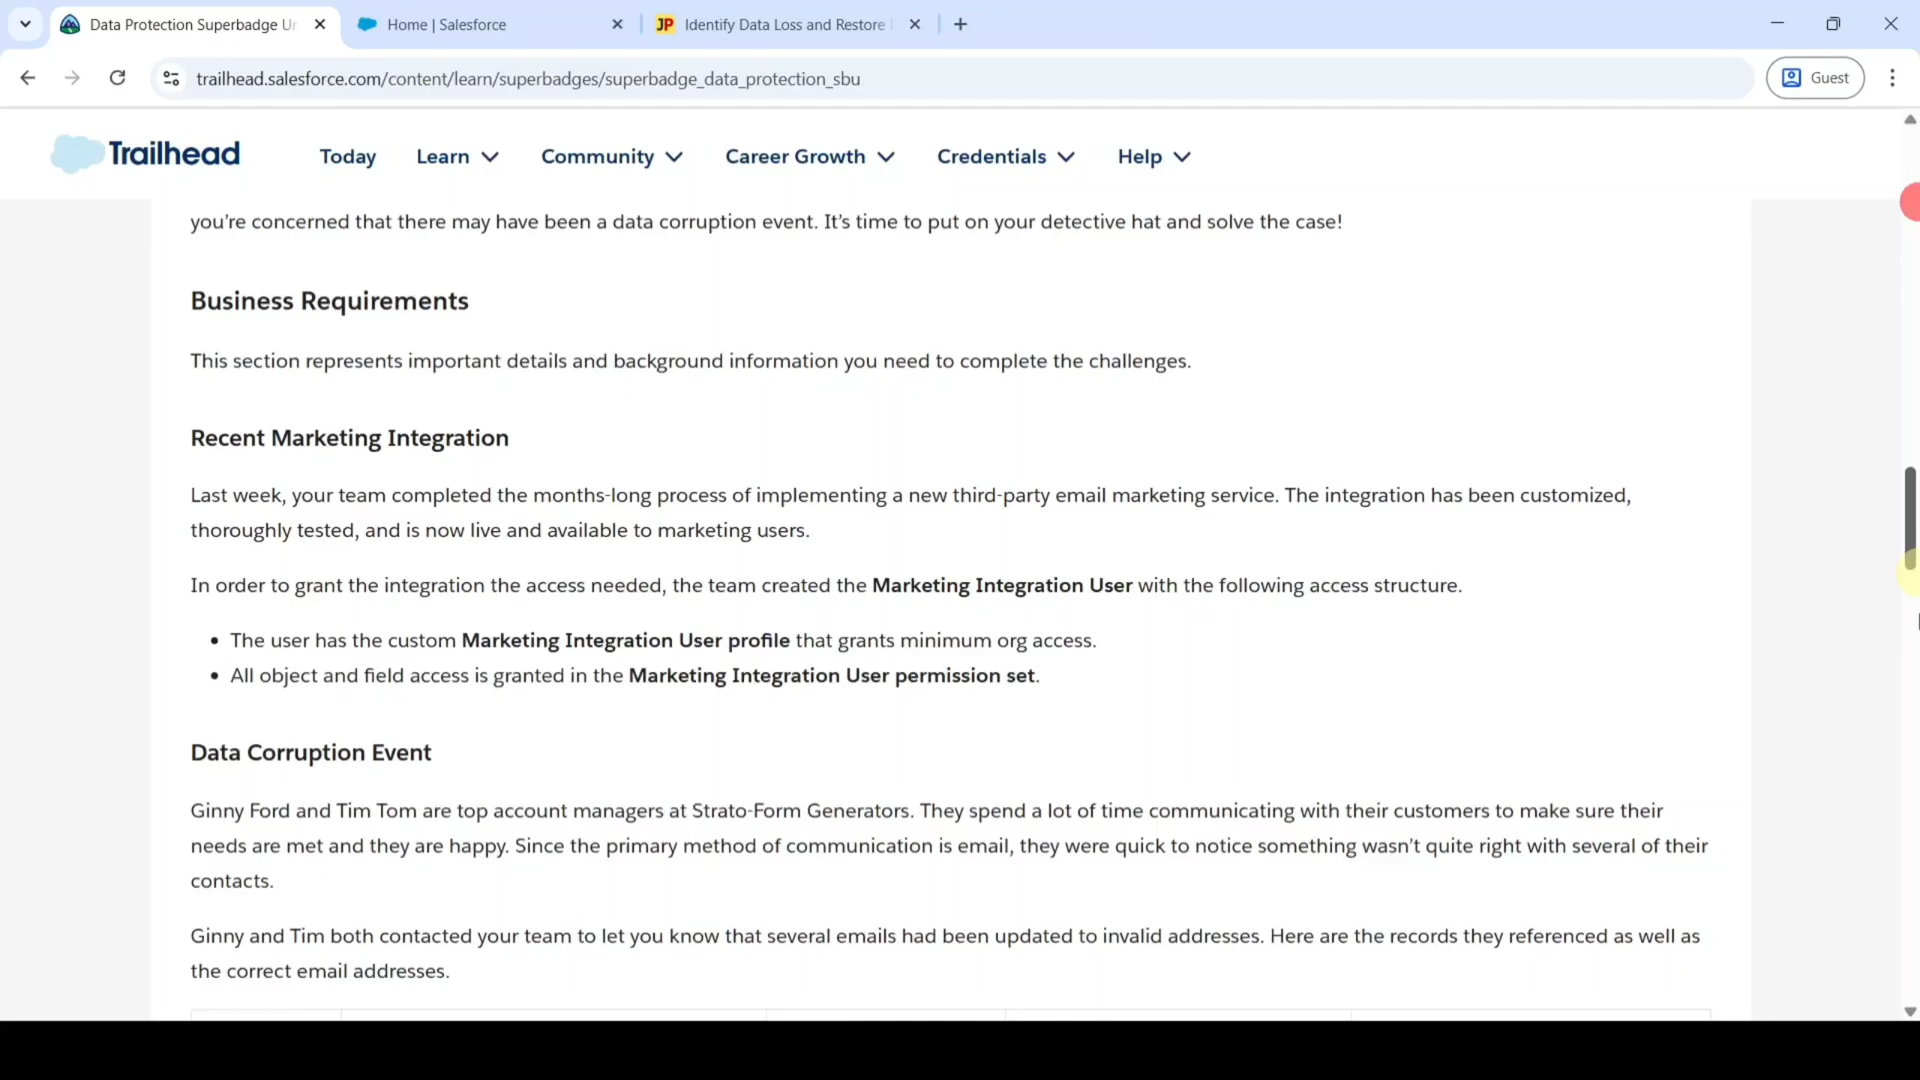 Data Protection Superbadge Un
Home | Salesforce
JP Identify Data Loss and Restore
trailhead.salesforce.com/content/learn/superbadges/superbadge_data_protection_sbu
Guest
Trailhead
Today
Learn
Community
Career Growth
Credentials
Help
you’re concerned that there may have been a data corruption event. It’s time to put on your detective hat and solve the case!
Business Requirements
This section represents important details and background information you need to complete the challenges.
Recent Marketing Integration
Last week, your team completed the months-long process of implementing a new third-party email marketing service. The integration has been customized,
thoroughly tested, and is now live and available to marketing users.
In order to grant the integration the access needed, the team created the Marketing Integration User with the following access structure.
• The user has the custom Marketing Integration User profile that grants minimum org access.
• All object and field access is granted in the Marketing Integration User permission set.
Data Corruption Event
Ginny Ford and Tim Tom are top account managers at Strato-Form Generators. They spend a lot of time communicating with their customers to make sure their
needs are met and they are happy. Since the primary method of communication is email, they were quick to notice something wasn’t quite right with several of their
contacts.
Ginny and Tim both contacted your team to let you know that several emails had been updated to invalid addresses. Here are the records they referenced as well as
the correct email addresses.